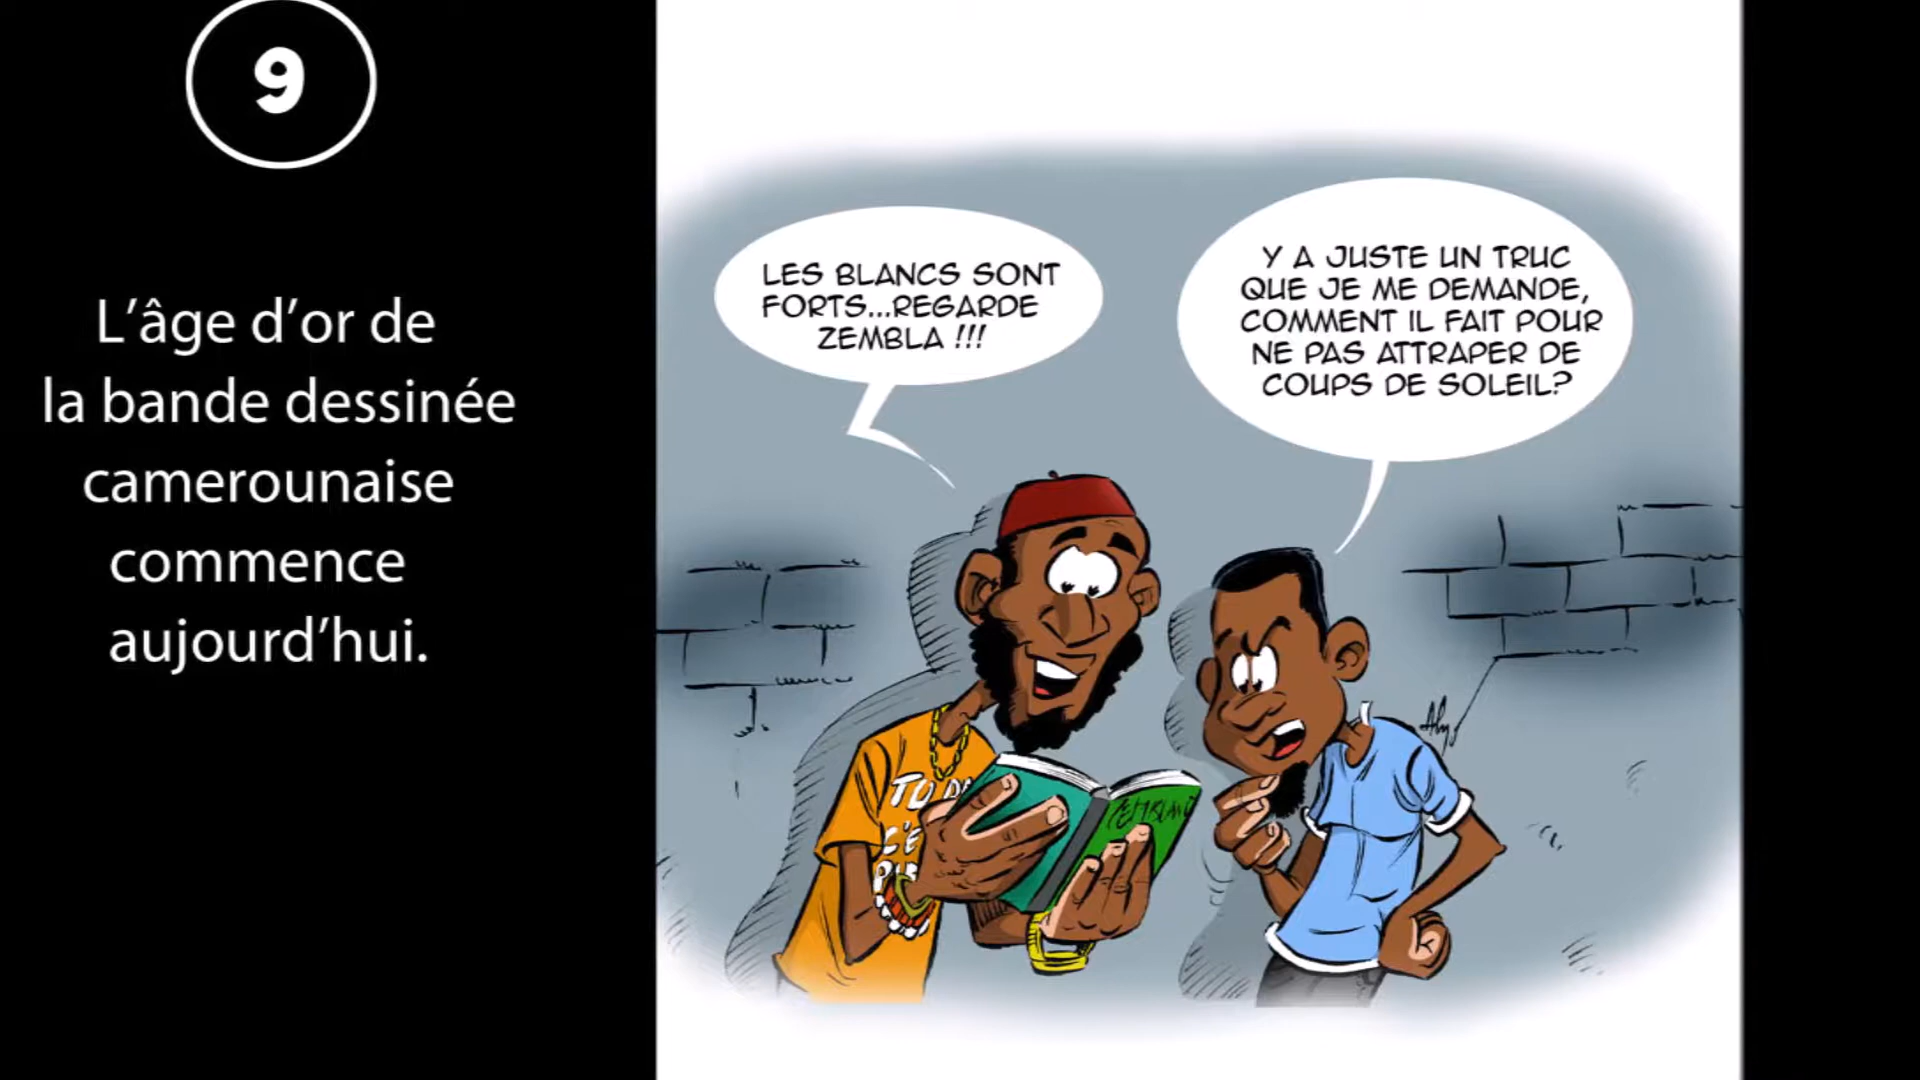 9
L’âge d’or de
la bande dessinée
camerounaise
commence
aujourd’hui.
LES BLANCS SONT
FORTS...REGARDE
ZEMBLA !!!
Y A JUSTE UN TRUC
QUE JE ME DEMANDE,
COMMENT IL FAIT POUR
NE PAS ATTRAPER DE
COUPS DE SOLEIL?